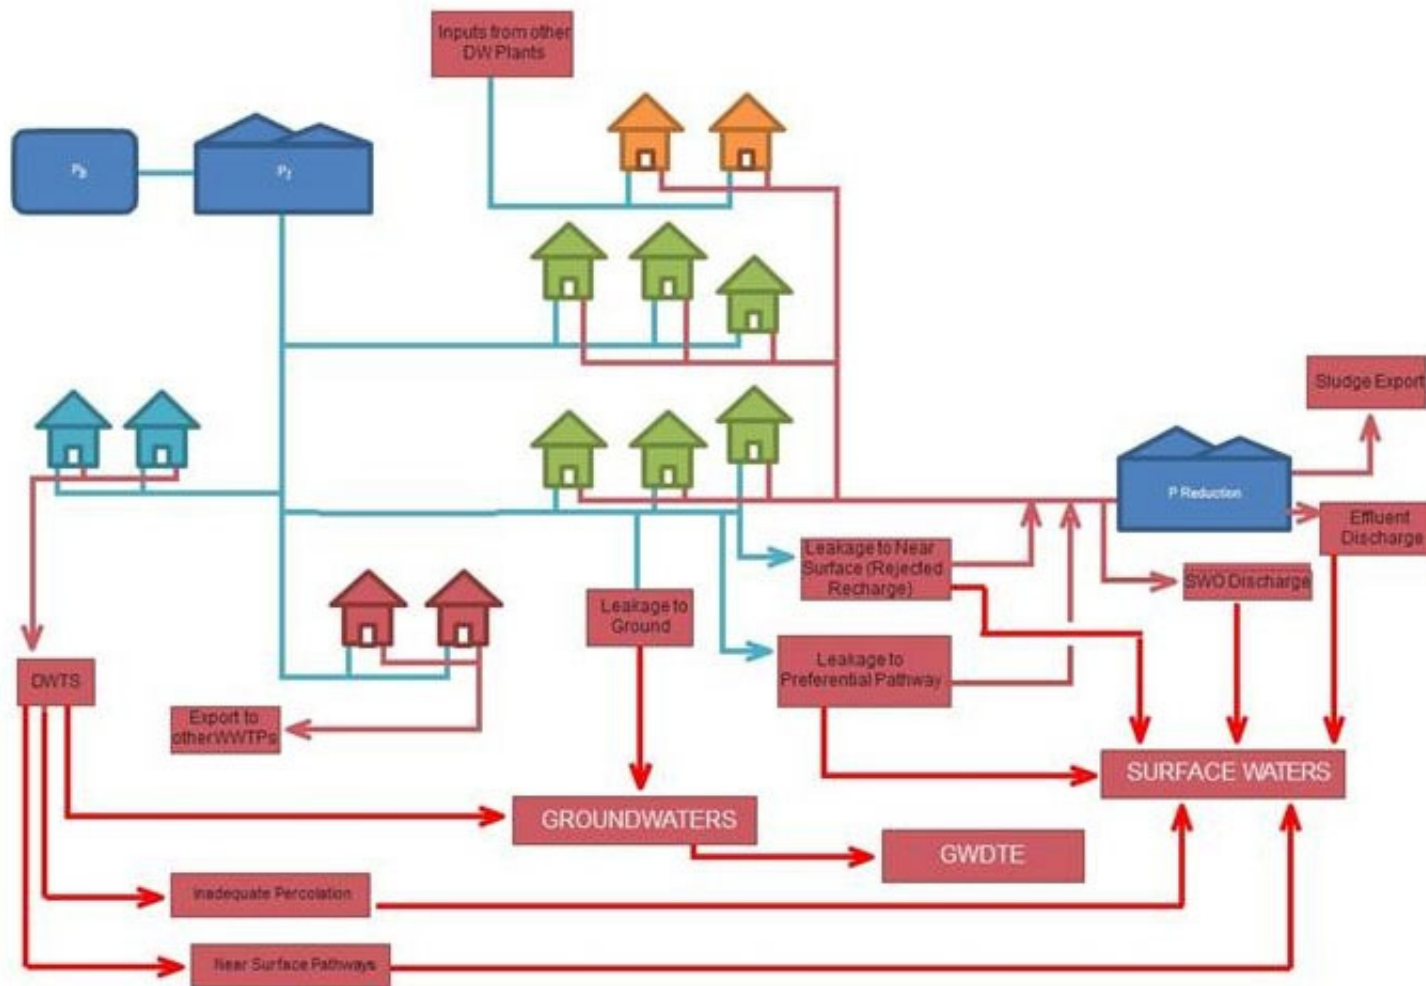 Inputs from other
DW Plants
P
P
Sludge Export
P Reduction
Effluent
Discharge
Leakage to Near
Surface (Rejected
Recharge)
SWO Discharge
Leakage to
Ground
Leakage to
Preferential Pathway
DWTS
Export to
other WWTPs
SURFACE WATERS
GROUNDWATERS
GWDTE
Inadequate Percolation
Near Surface Pathways